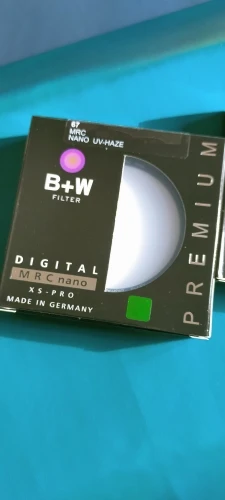 67
MRC
NANO UV-HAZE
B+W
FILTER
DIGITAL
MRC nano
XS-PRO
MADE IN GERMANY
PREMIUM